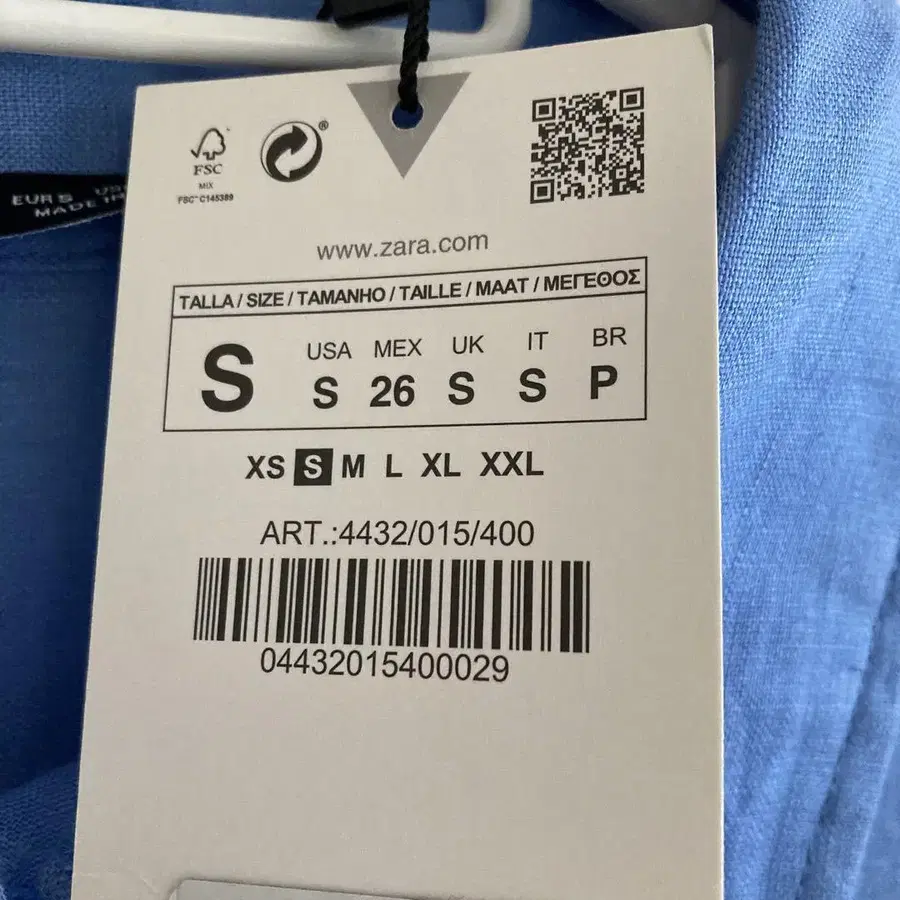 FSC
MIX
FSC™ C145389
®
www.zara.com
TALLA / SIZE / TAMANHO / TAILLE / MAAT / ΜΕΓΕΘΟΣ
S
USA MEX UK IT BR
S 26 S S P
XS S M L XL XXL
ART.:4432/015/400
04432015400029
EUR S US
MADE IN